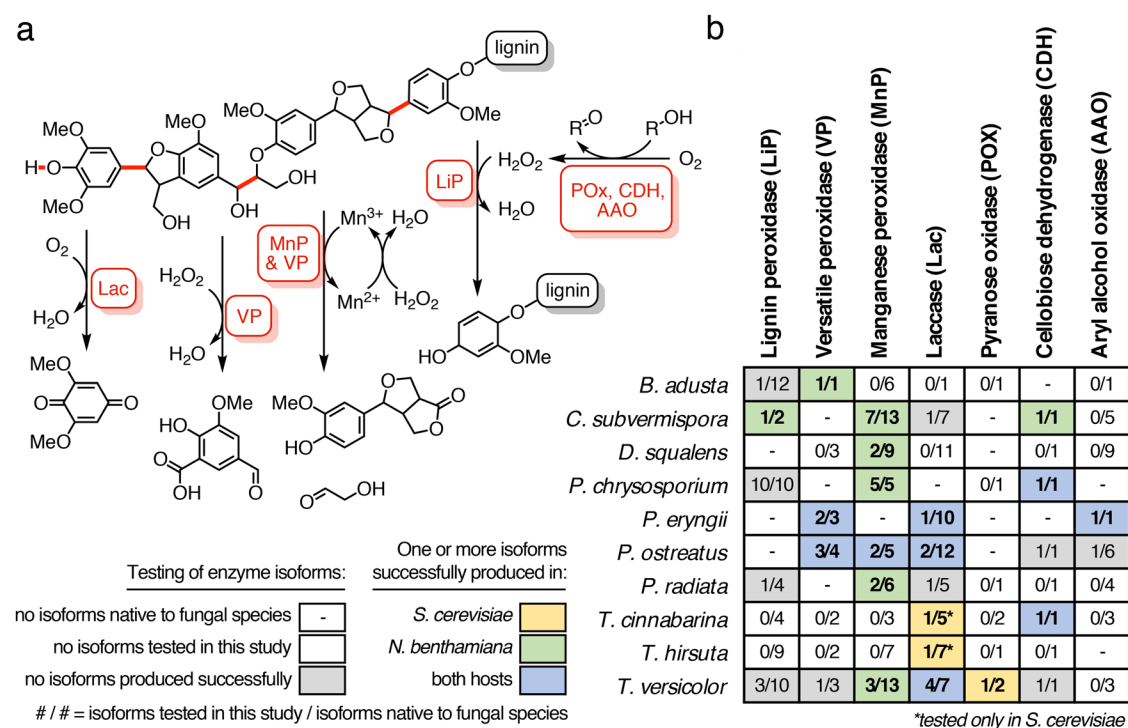 a
lignin
O
O
MeO
O
OMe
MeO
MeO
O
O
R
O
R
OH
H
O
O
HO
H2O2
O2
MeO
OH
OH
LiP
POx, CDH,
AAO
O2
H2O2
MnP
& VP
Mn3+
H2O
H2O
Lac
H2O
VP
Mn2+
H2O2
lignin
H2O
O
HO
OMe
OMe
O
O
MeO
OMe
HO
O
OH
MeO
HO
O
O
O
O
OH
O
OH
Testing of enzyme isoforms:
no isoforms native to fungal species -
no isoforms tested in this study
no isoforms produced successfully
One or more isoforms
successfully produced in:
S. cerevisiae
N. benthamiana
both hosts
# / # = isoforms tested in this study / isoforms native to fungal species
b
Lignin peroxidase (LiP)
Versatile peroxidase (VP)
Manganese peroxidase (MnP)
Laccase (Lac)
Pyranose oxidase (POX)
Cellobiose dehydrogenase (CDH)
Aryl alcohol oxidase (AAO)
B. adusta 1/12 1/1 0/6 0/1 0/1 - 0/1
C. subvermispora 1/2 - 7/13 1/7 - 1/1 0/5
D. squalens - 0/3 2/9 0/11 - 0/1 0/9
P. chrysosporium 10/10 - 5/5 - 0/1 1/1 -
P. eryngii - 2/3 - 1/10 - - 1/1
P. ostreatus - 3/4 2/5 2/12 - 1/1 1/6
P. radiata 1/4 - 2/6 1/5 0/1 0/1 0/4
T. cinnabarina 0/4 0/2 0/3 1/5* 0/2 1/1 0/3
T. hirsuta 0/9 0/2 0/7 1/7* 0/1 0/1 -
T. versicolor 3/10 1/3 3/13 4/7 1/2 1/1 0/3
*tested only in S. cerevisiae